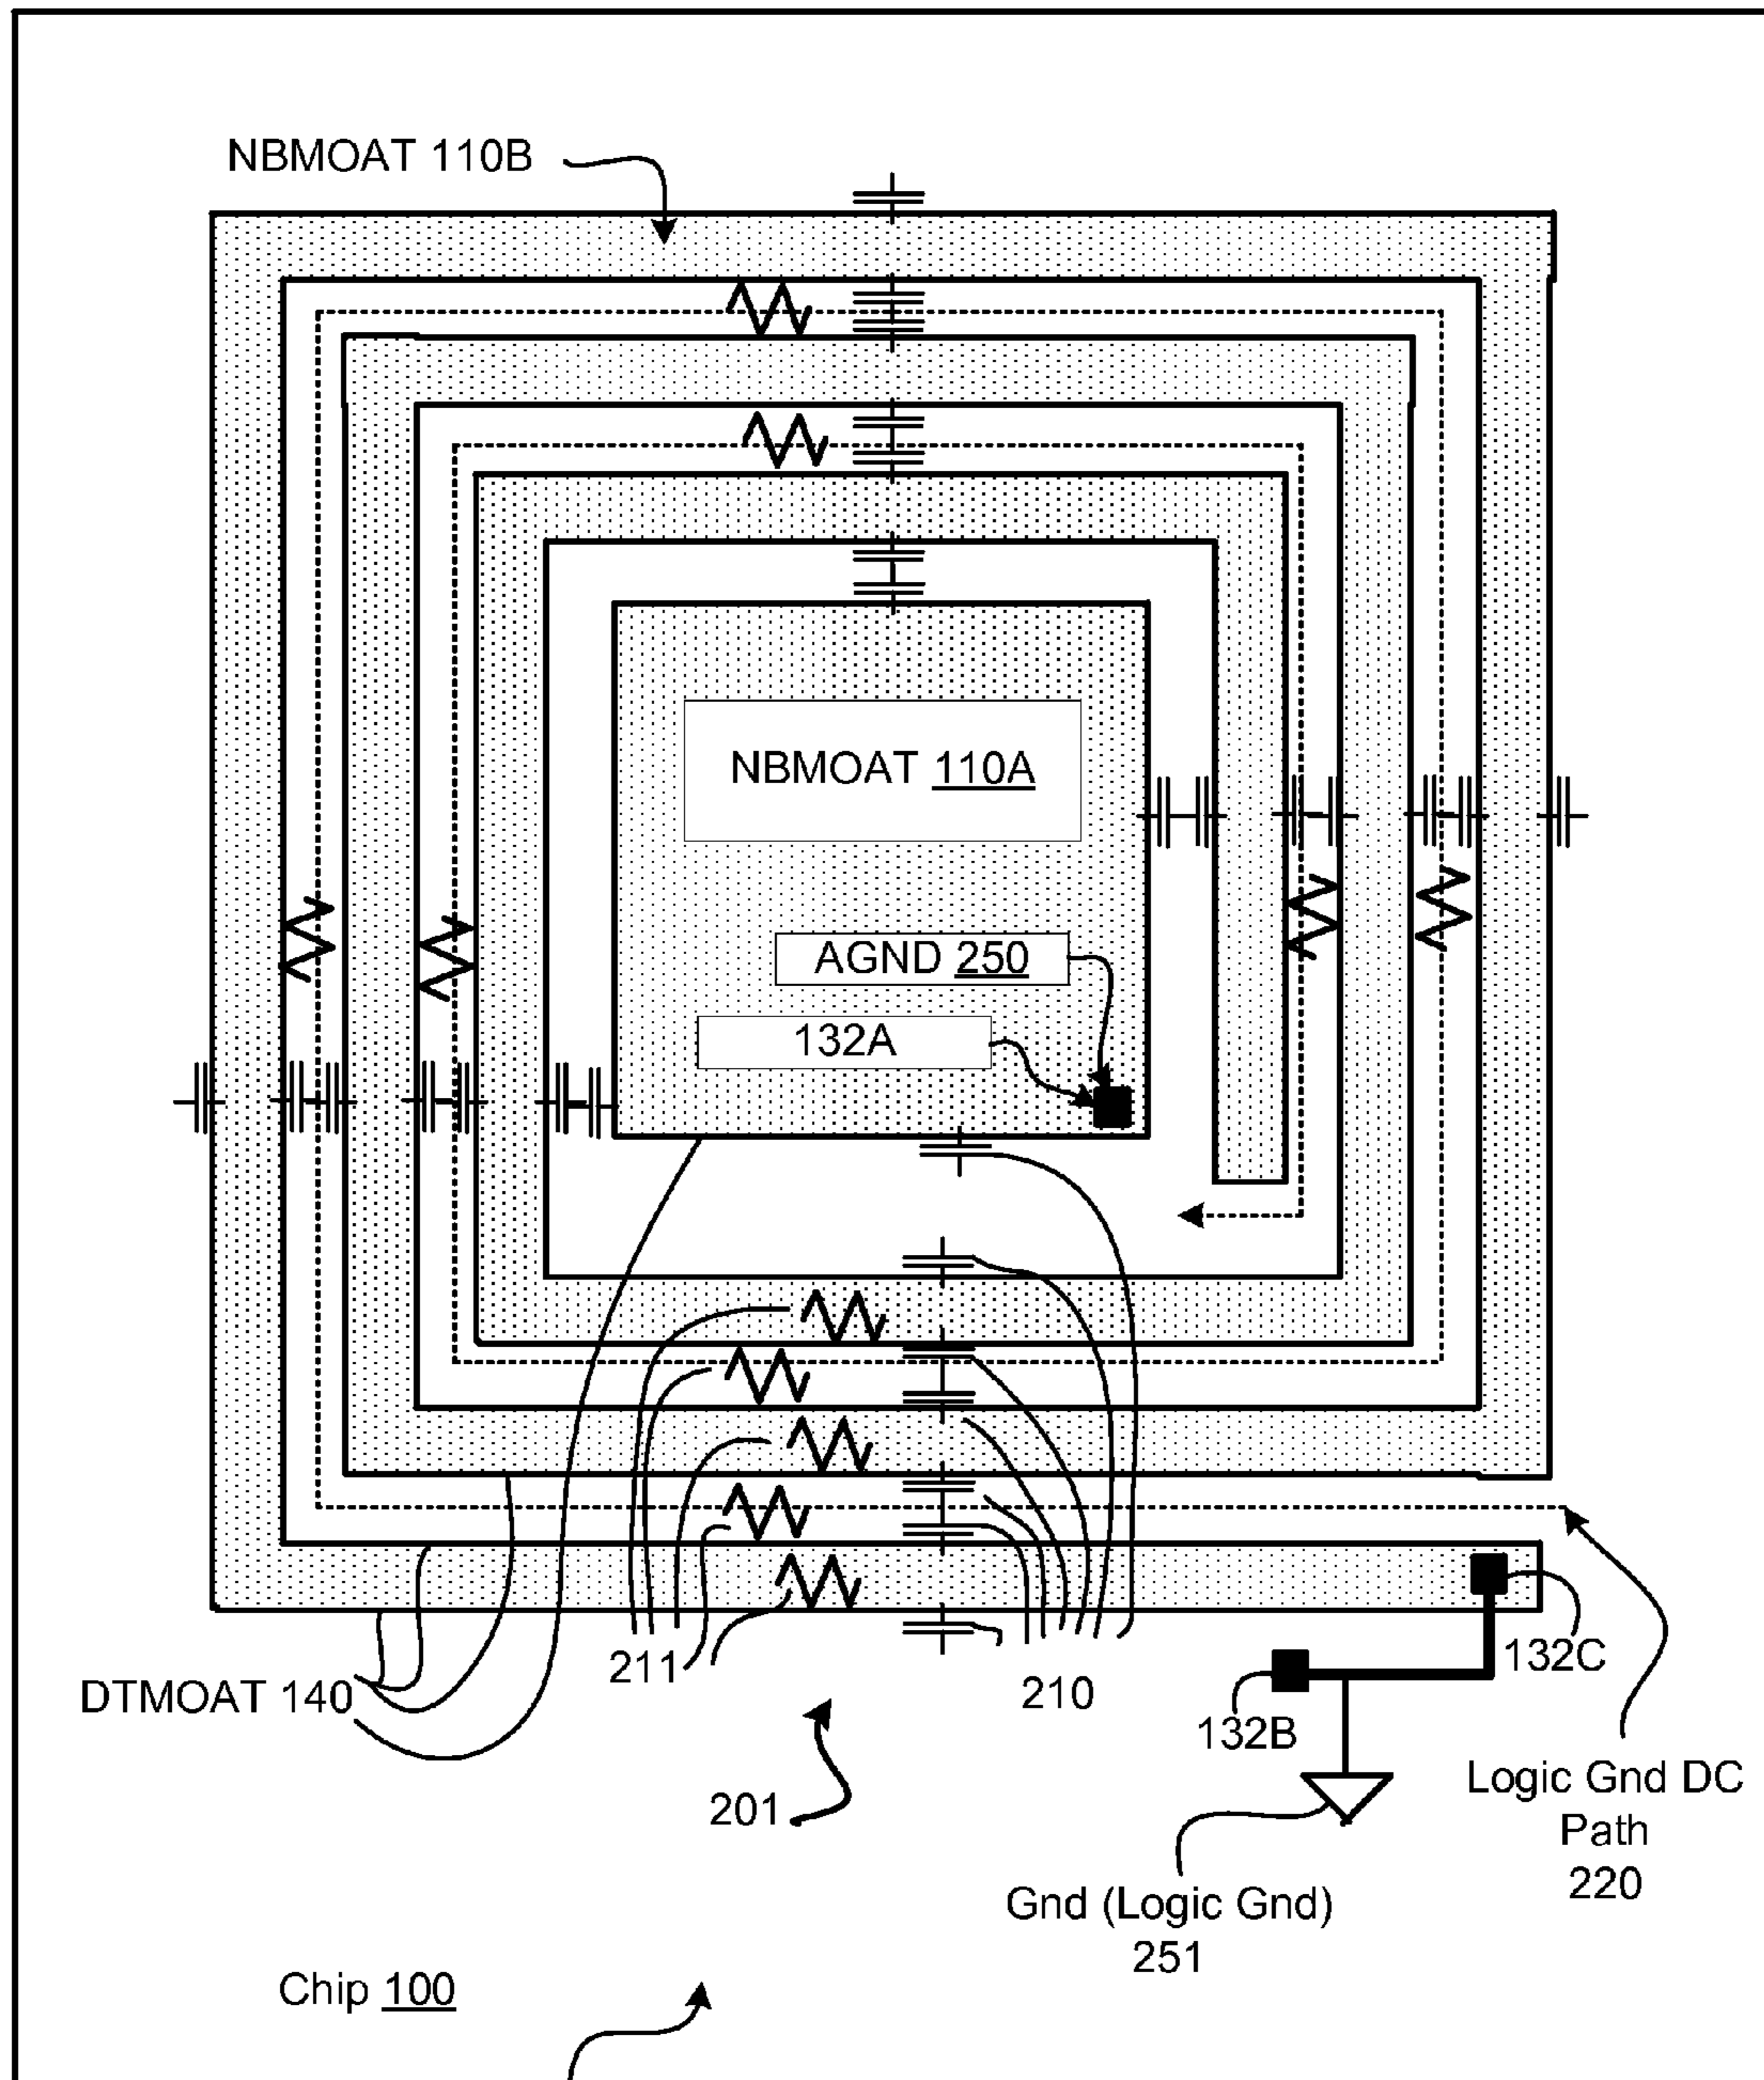 NBMOAT 110B
NBMOAT 110A
AGND 250
132A
DTMOAT 140
211
210
132C
132B
201
Logic Gnd DC
Path
220
Gnd (Logic Gnd)
251
Chip 100